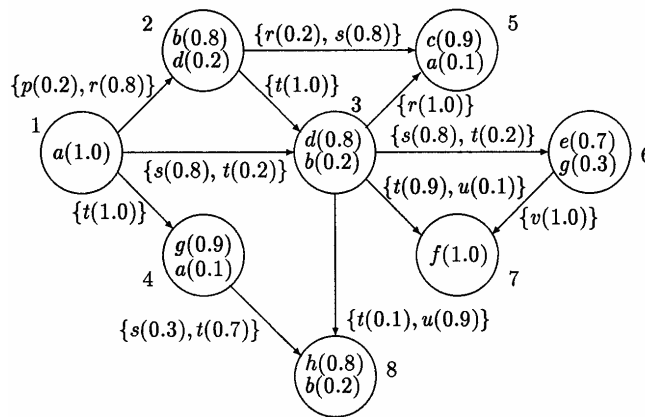 2
5
b(0.8)
d(0.2)
{r(0.2), s(0.8)}
c(0.9)
a(0.1)
{p(0.2), r(0.8)}
{t(1.0)}
{r(1.0)}
1
3
a(1.0)
{s(0.8), t(0.2)}
d(0.8)
b(0.2)
{s(0.8), t(0.2)}
e(0.7)
g(0.3)
6
{t(1.0)}
{t(0.9), u(0.1)}
{v(1.0)}
g(0.9)
a(0.1)
4
f(1.0)
7
{s(0.3), t(0.7)}
{t(0.1), u(0.9)}
h(0.8)
b(0.2)
8